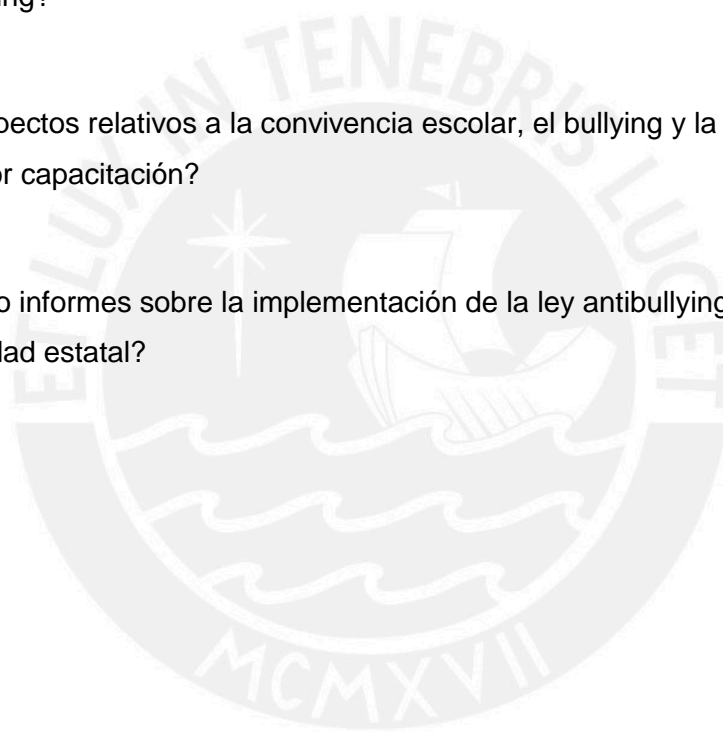 ing?
pectos relativos a la convivencia escolar, el bullying y la
or capacitación?
o informes sobre la implementación de la ley antibullying
dad estatal?
ET LUX IN TENEBRIS LUCET
MCMXVII